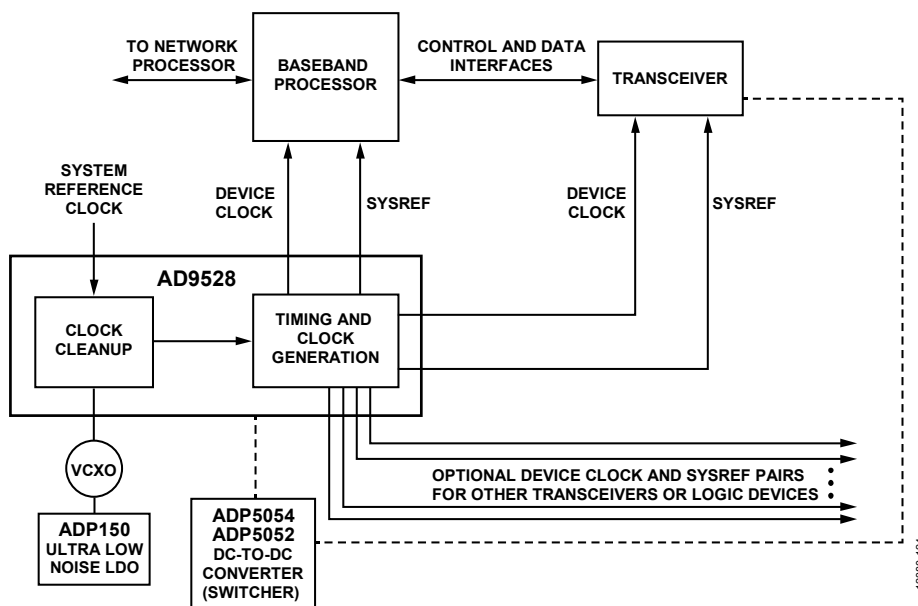 TO NETWORK
PROCESSOR
BASEBAND
PROCESSOR
CONTROL AND DATA
INTERFACES
TRANSCEIVER
SYSTEM
REFERENCE
CLOCK
DEVICE
CLOCK
SYSREF
DEVICE
CLOCK
SYSREF
AD9528
CLOCK
CLEANUP
TIMING AND
CLOCK
GENERATION
VCXO
OPTIONAL DEVICE CLOCK AND SYSREF PAIRS
FOR OTHER TRANSCEIVERS OR LOGIC DEVICES
ADP150
ULTRA LOW
NOISE LDO
ADP5054
ADP5052
DC-TO-DC
CONVERTER
(SWITCHER)